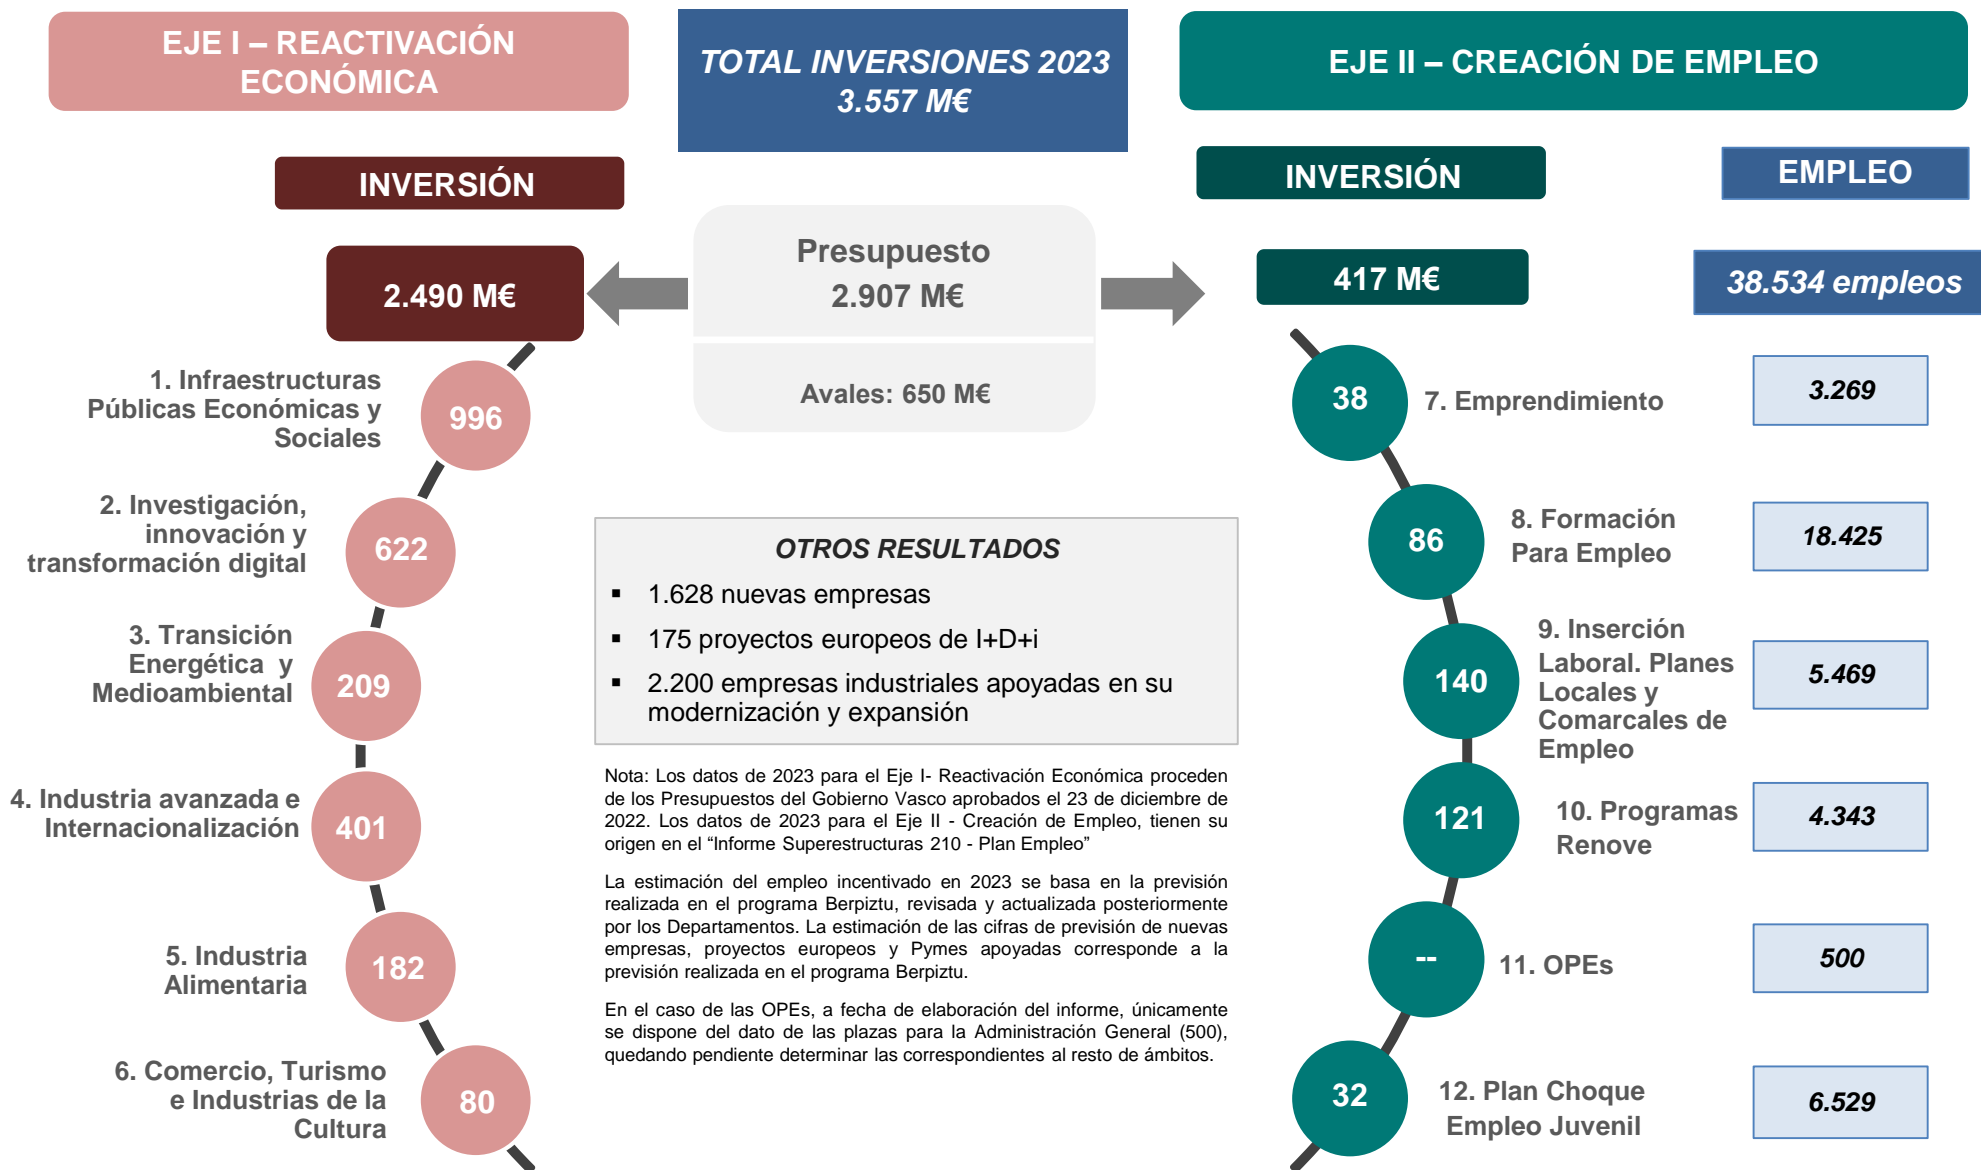 EJE I – REACTIVACIÓN
ECONÓMICA
TOTAL INVERSIONES 2023
3.557 M€
EJE II – CREACIÓN DE EMPLEO
INVERSIÓN
INVERSIÓN
EMPLEO
2.490 M€
Presupuesto
2.907 M€
Avales: 650 M€
417 M€
38.534 empleos
1. Infraestructuras
Públicas Económicas y
Sociales
996
2. Investigación,
innovación y
transformación digital
622
3. Transición
Energética y
Medioambiental
209
4. Industria avanzada e
Internacionalización
401
5. Industria
Alimentaria
182
6. Comercio, Turismo
e Industrias de la
Cultura
80
OTROS RESULTADOS
▪ 1.628 nuevas empresas
▪ 175 proyectos europeos de I+D+i
▪ 2.200 empresas industriales apoyadas en su
modernización y expansión
Nota: Los datos de 2023 para el Eje I- Reactivación Económica proceden
de los Presupuestos del Gobierno Vasco aprobados el 23 de diciembre de
2022. Los datos de 2023 para el Eje II - Creación de Empleo, tienen su
origen en el “Informe Superestructuras 210 - Plan Empleo”
La estimación del empleo incentivado en 2023 se basa en la previsión
realizada en el programa Berpiztu, revisada y actualizada posteriormente
por los Departamentos. La estimación de las cifras de previsión de nuevas
empresas, proyectos europeos y Pymes apoyadas corresponde a la
previsión realizada en el programa Berpiztu.
En el caso de las OPEs, a fecha de elaboración del informe, únicamente
se dispone del dato de las plazas para la Administración General (500),
quedando pendiente determinar las correspondientes al resto de ámbitos.
38
7. Emprendimiento
3.269
86
8. Formación
Para Empleo
18.425
140
9. Inserción
Laboral. Planes
Locales y
Comarcales de
Empleo
5.469
121
10. Programas
Renove
4.343
--
11. OPEs
500
32
12. Plan Choque
Empleo Juvenil
6.529